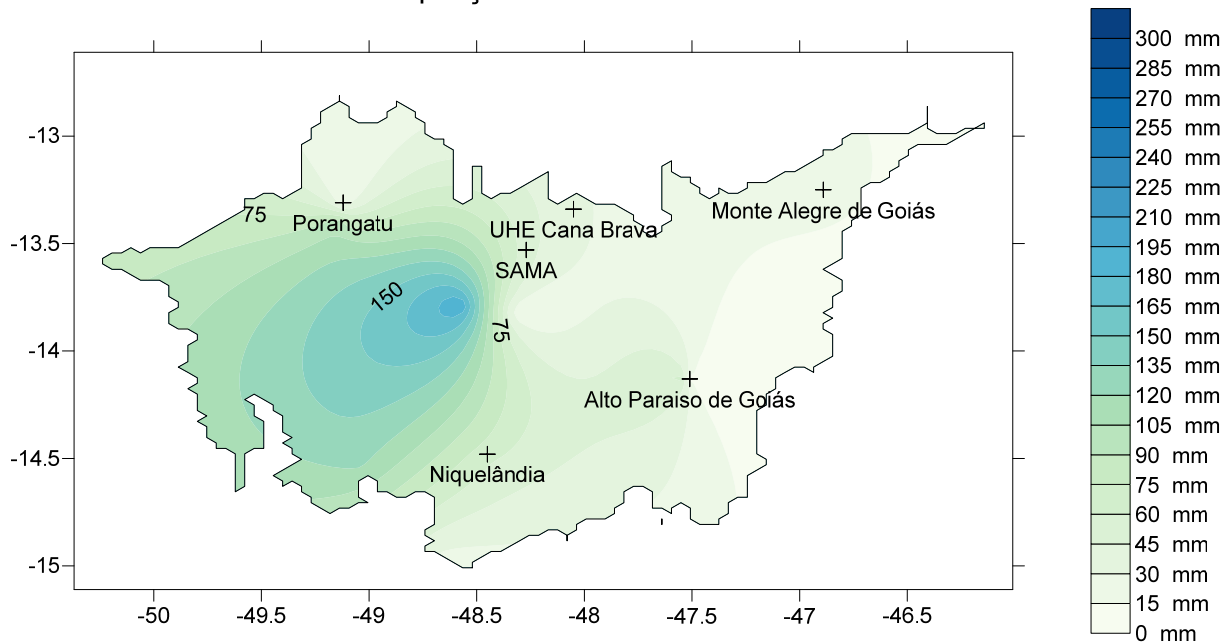 300 mm
285 mm
270 mm
255 mm
240 mm
225 mm
210 mm
195 mm
180 mm
165 mm
150 mm
135 mm
120 mm
105 mm
90 mm
75 mm
60 mm
45 mm
30 mm
15 mm
0 mm
-13
-13.5
-14
-14.5
-15
75
Porangatu
UHE Cana Brava
Monte Alegre de Goiás
SAMA
150
75
Alto Paraiso de Goiás
Niquelândia
-50
-49.5
-49
-48.5
-48
-47.5
-47
-46.5